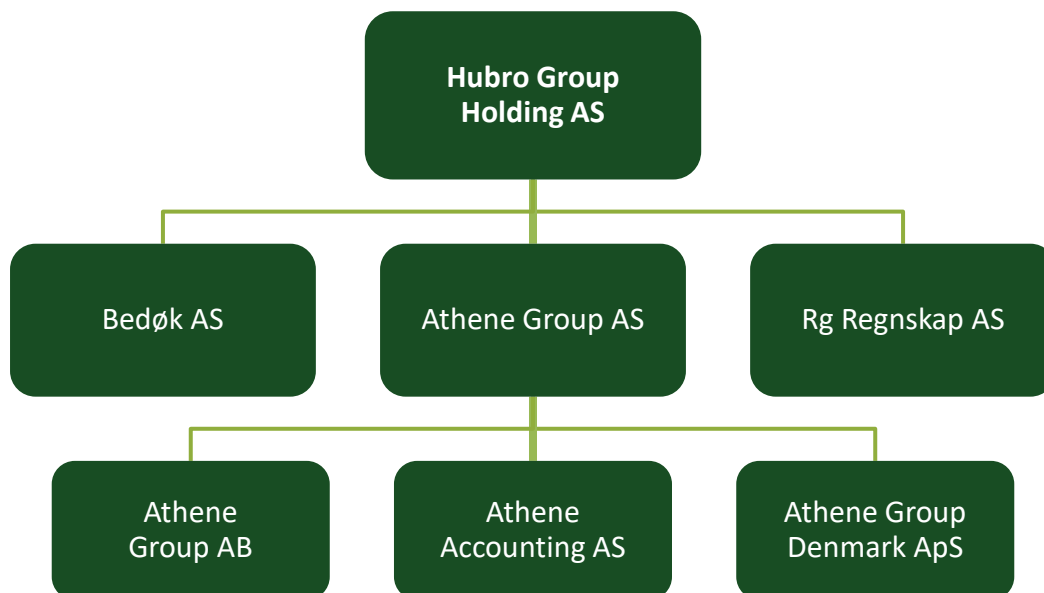 Hubro Group
Holding AS
Bedøk AS
Athene Group AS
Rg Regnskap AS
Athene
Group AB
Athene
Accounting AS
Athene Group
Denmark ApS